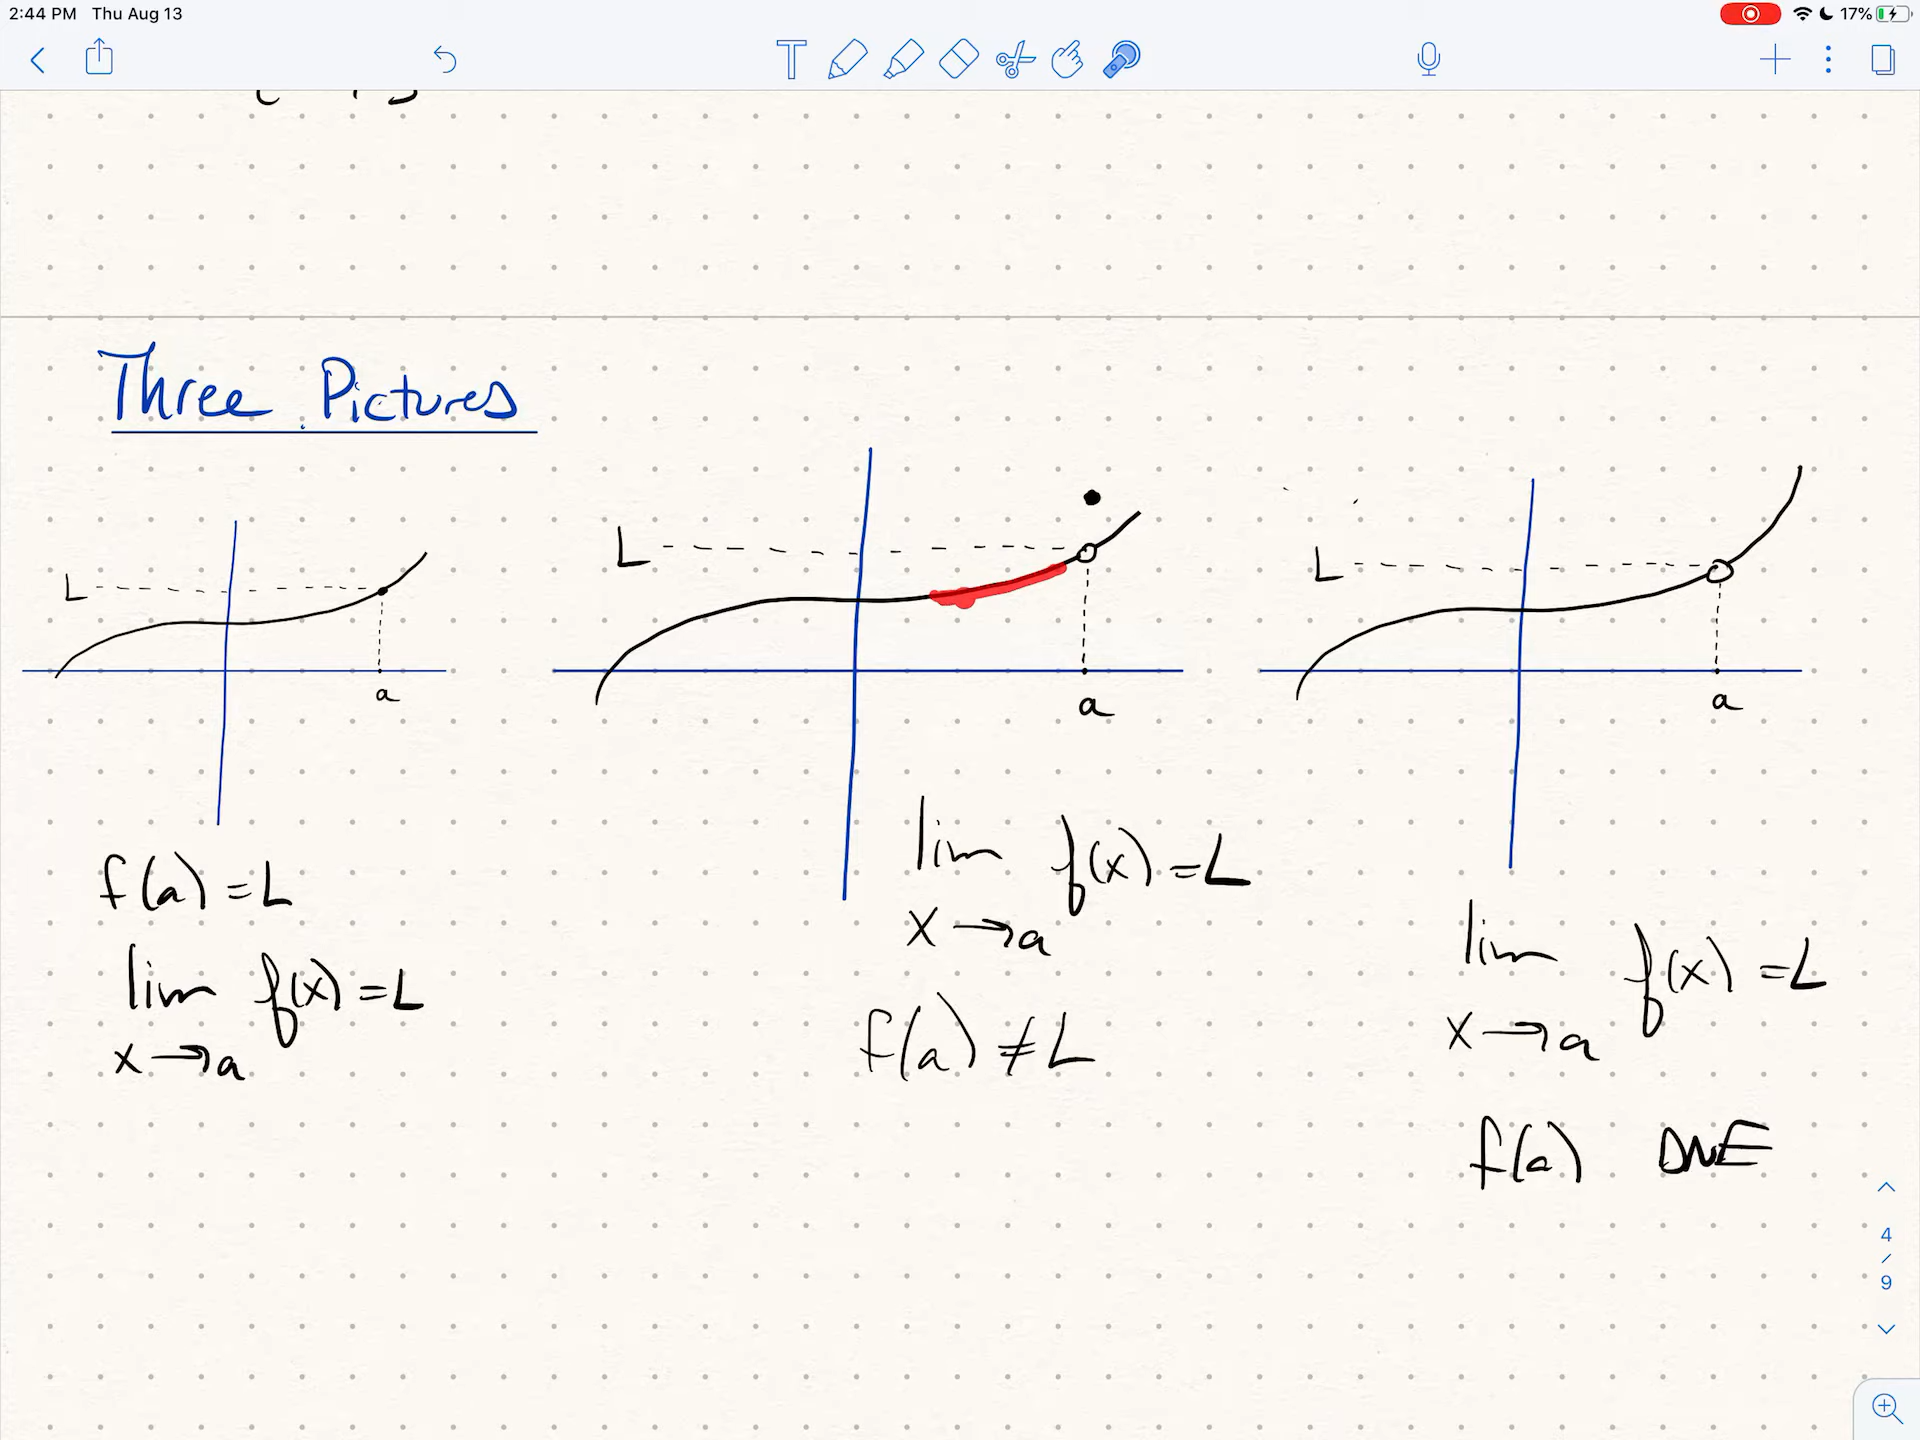 2:44 PM Thu Aug 13
17%
T
Three Pictures
L
a
L
a
L
a
f(a) = L
lim f(x) = L
x → a
lim f(x) = L
x → a
f(a) ≠ L
lim f(x) = L
x → a
f(a) DNE
4
/
9